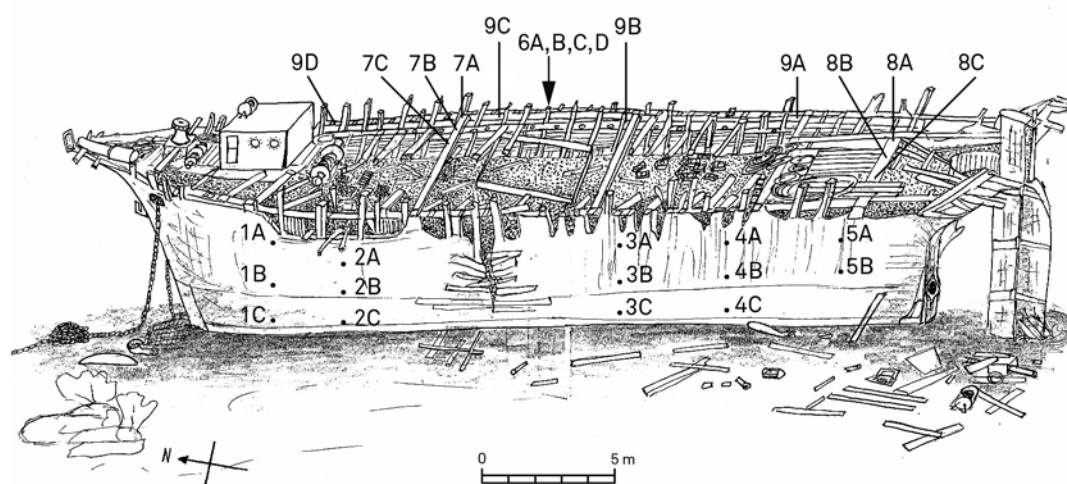 9C 6A,B,C,D 9B
9D 7C 7B 7A 9A 8B 8A 8C
1A 2A 3A 4A 5A
1B 2B 3B 4B 5B
1C 2C 3C 4C
N 0 5 m